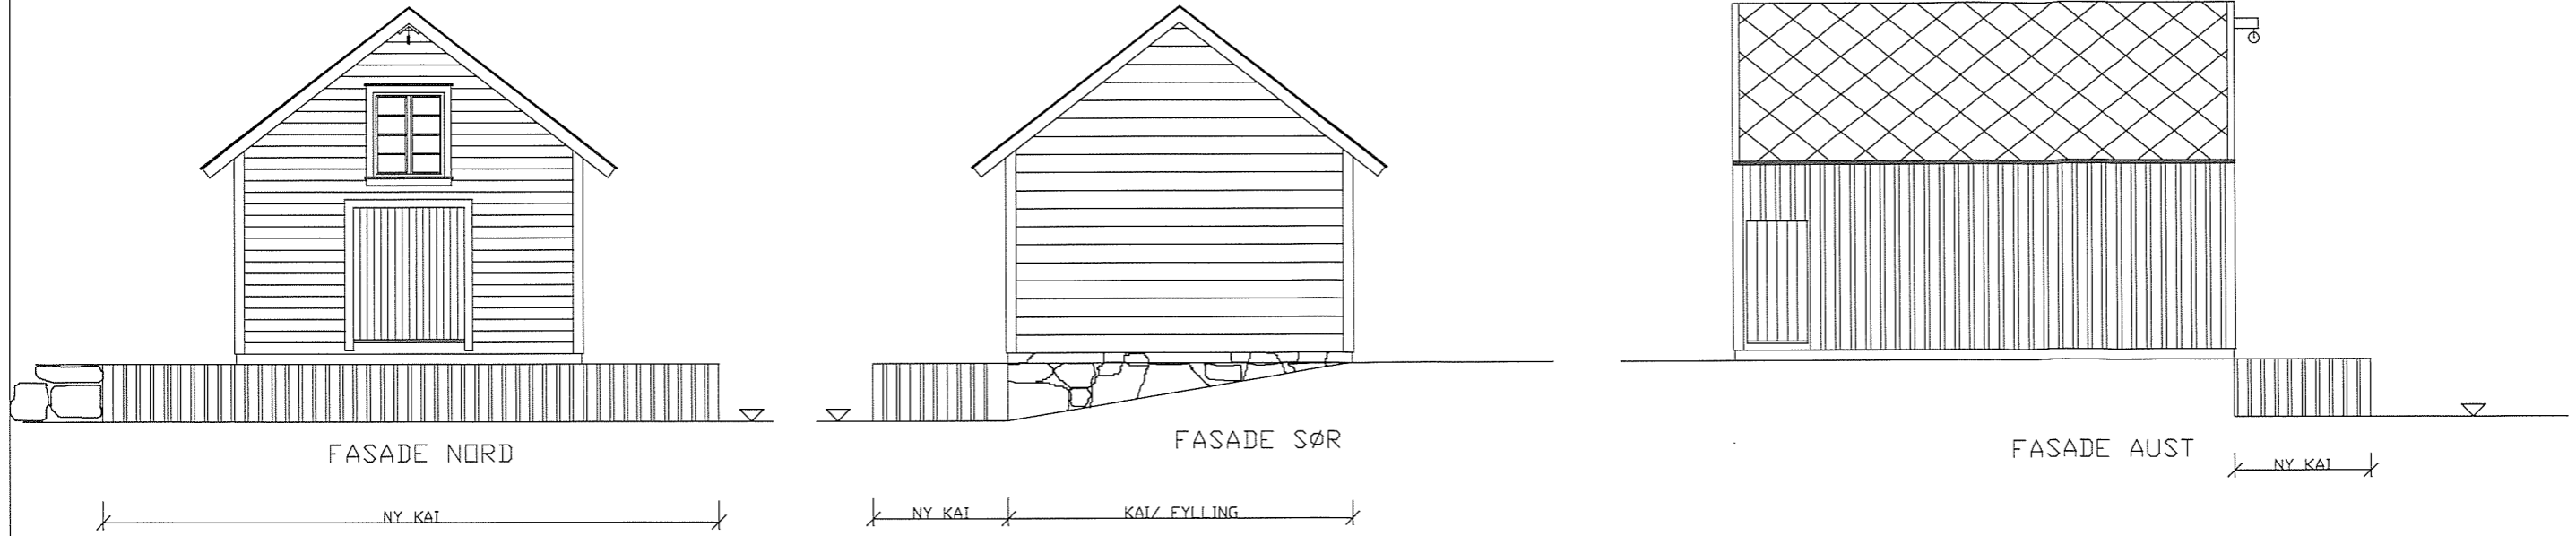 FASADE NORD
NY KAI
FASADE SØR
NY KAI
KAI/ FYLLING
FASADE AUST
NY KAI